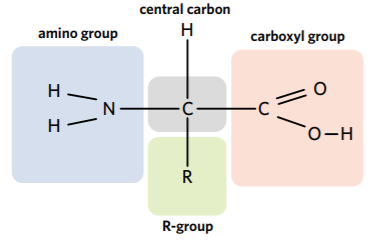 central carbon
amino group
H
carboxyl group
H
O
N
C
C
H
O–H
R
R-group